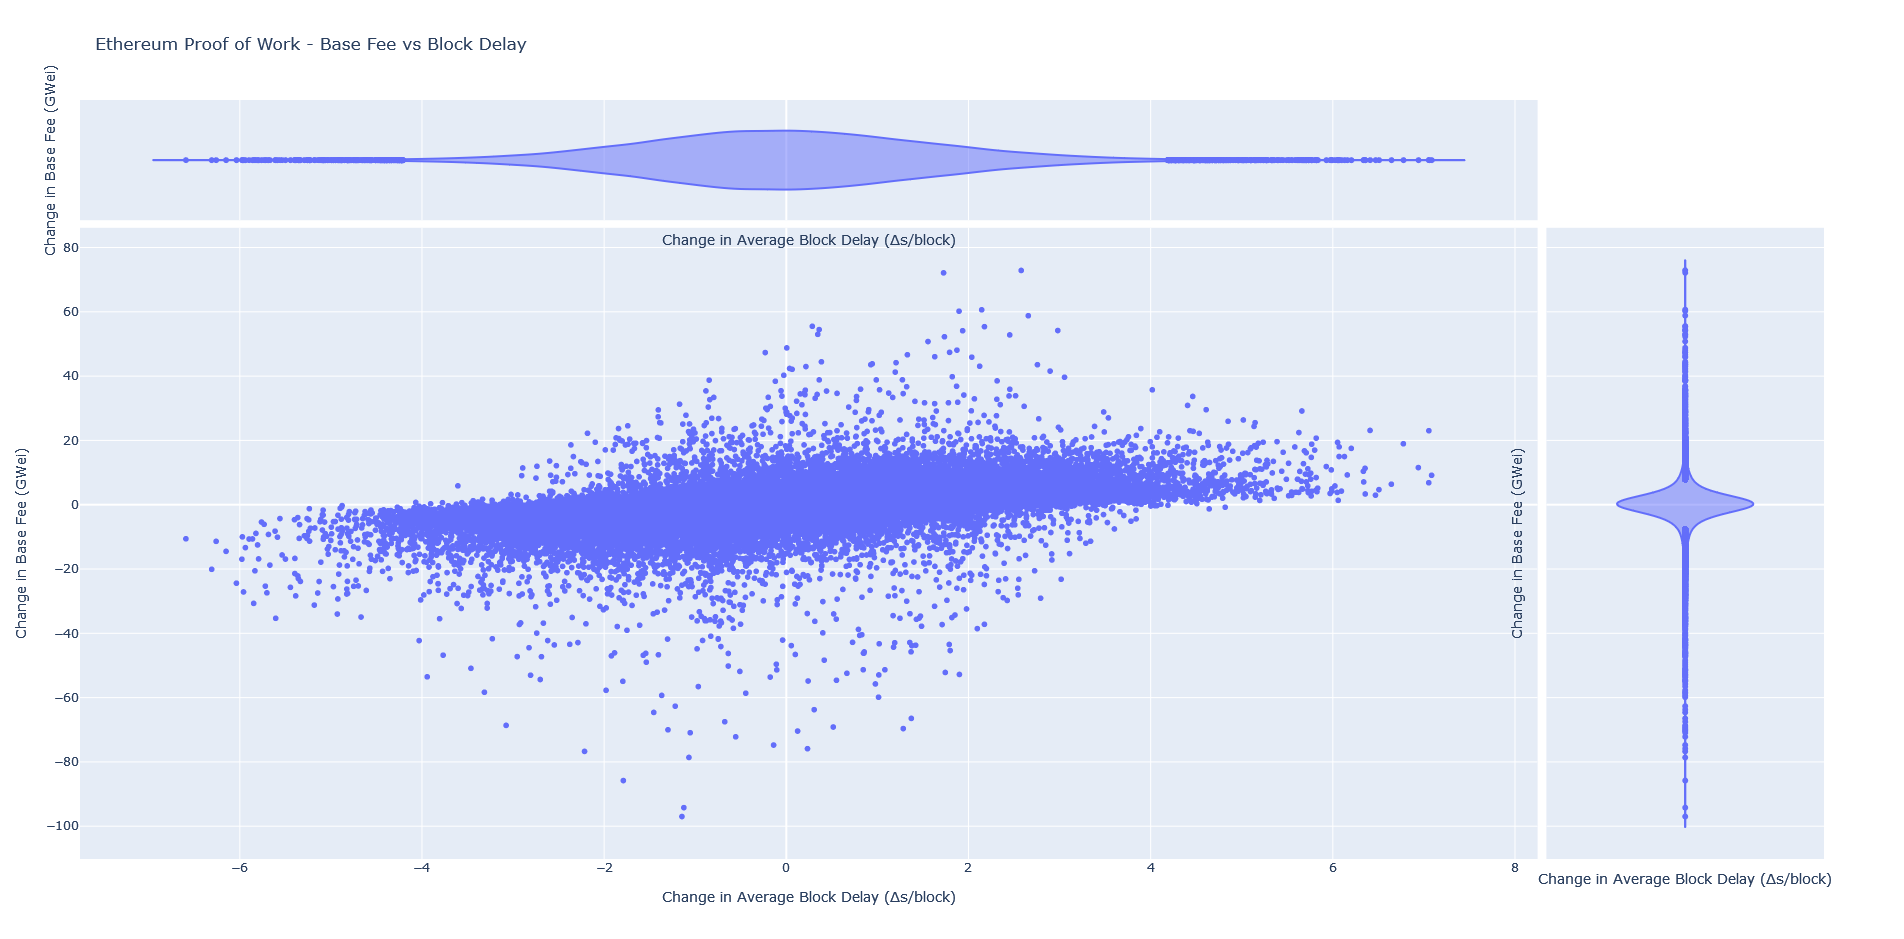 Ethereum Proof of Work - Base Fee vs Block Delay
Change in Base Fee (GWei)
Change in Average Block Delay (Δs/block)
80
60
40
20
0
−20
−40
−60
−80
−100
Change in Base Fee (GWei)
−6
−4
−2
0
2
4
6
8
Change in Average Block Delay (Δs/block)
Change in Base Fee (GWei)
Change in Average Block Delay (Δs/block)